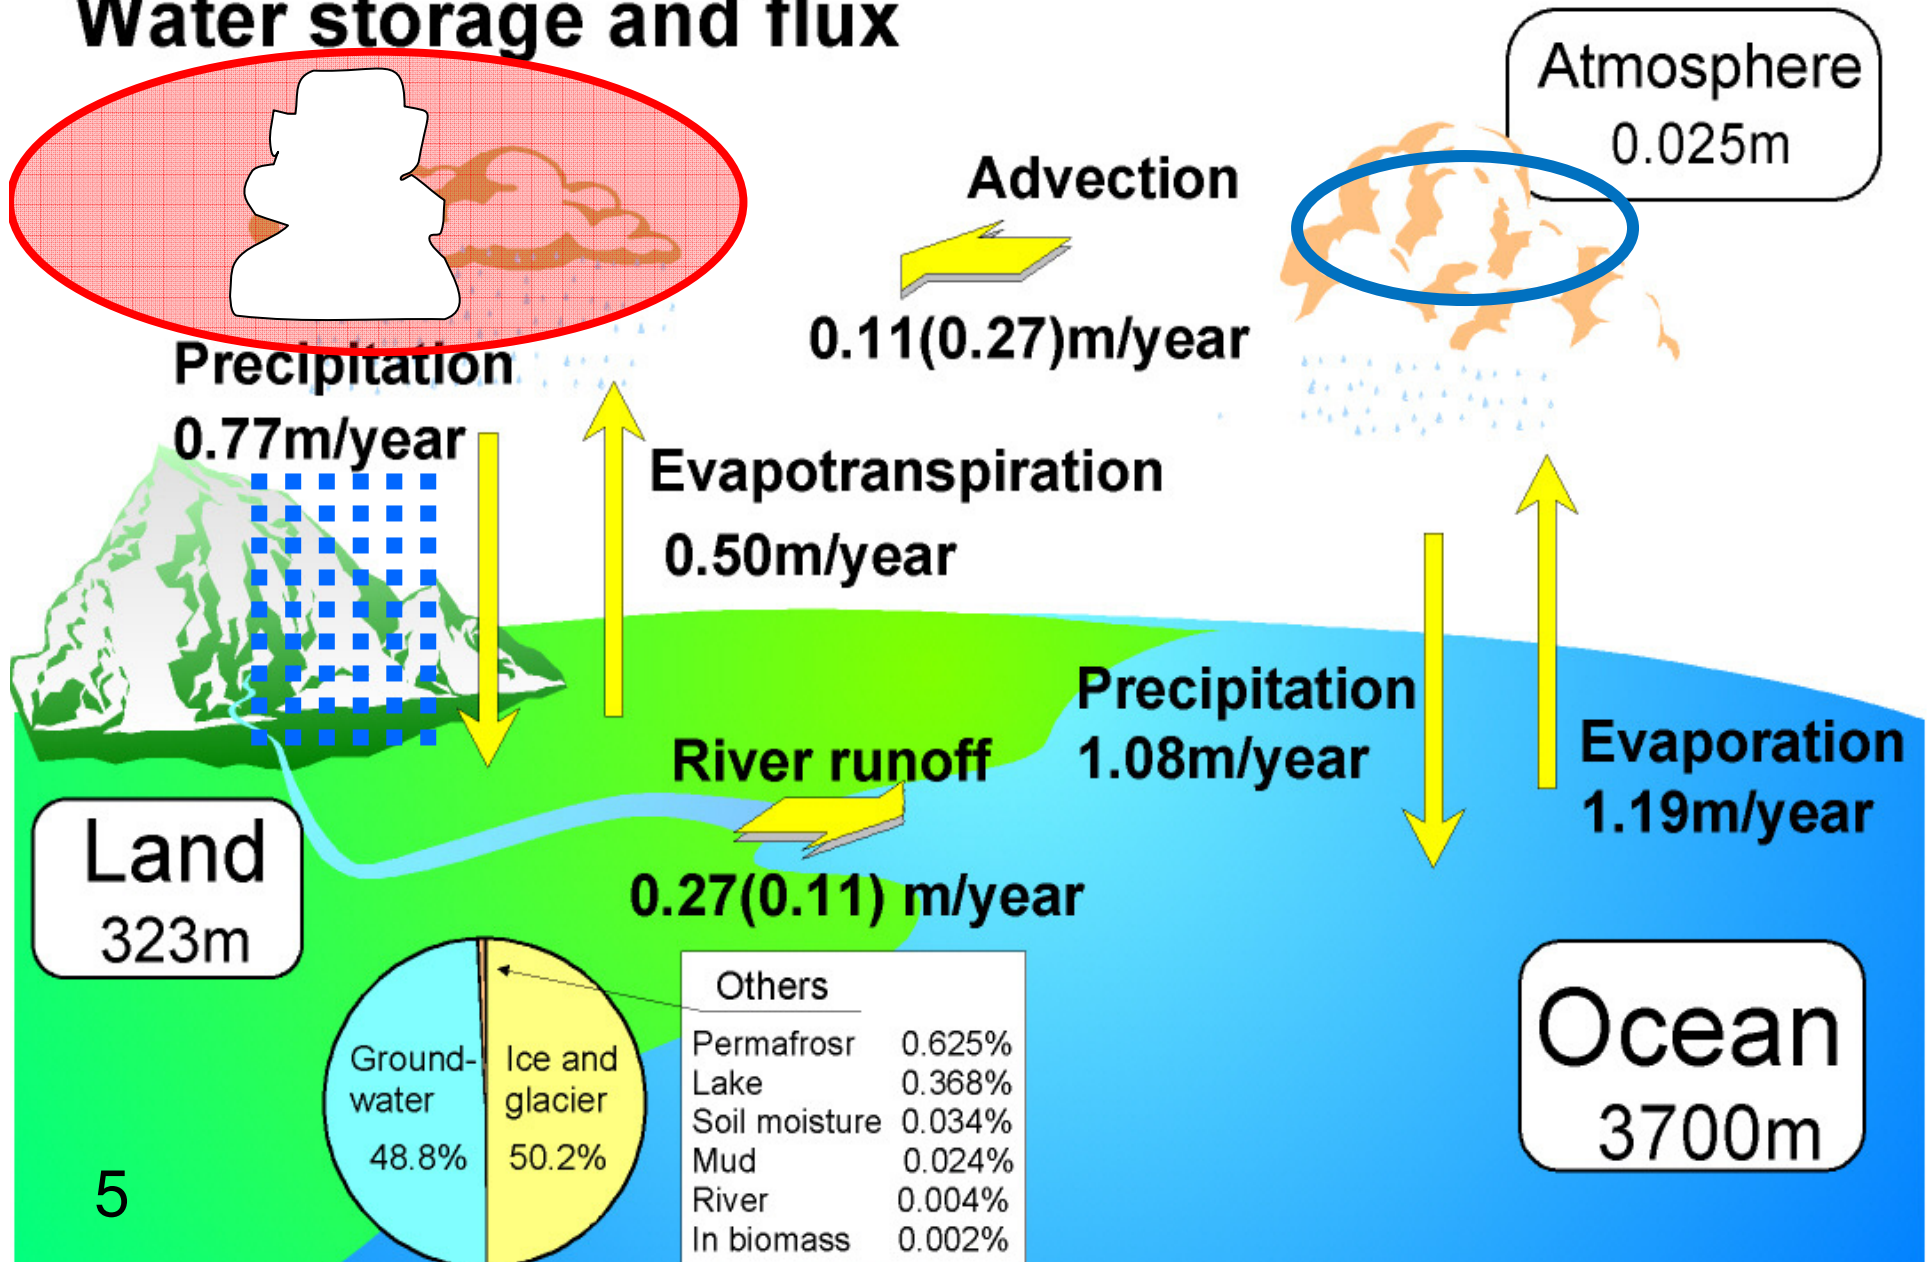 Water storage and flux
Atmosphere
0.025m
Advection
0.11(0.27)m/year
Precipitation
0.77m/year
Evapotranspiration
0.50m/year
Precipitation
1.08m/year
Evaporation
1.19m/year
River runoff
0.27(0.11) m/year
Land
323m
Ocean
3700m
Ground-
water
48.8%
Ice and
glacier
50.2%
Others
Permafrosr 0.625%
Lake 0.368%
Soil moisture 0.034%
Mud 0.024%
River 0.004%
In biomass 0.002%
5